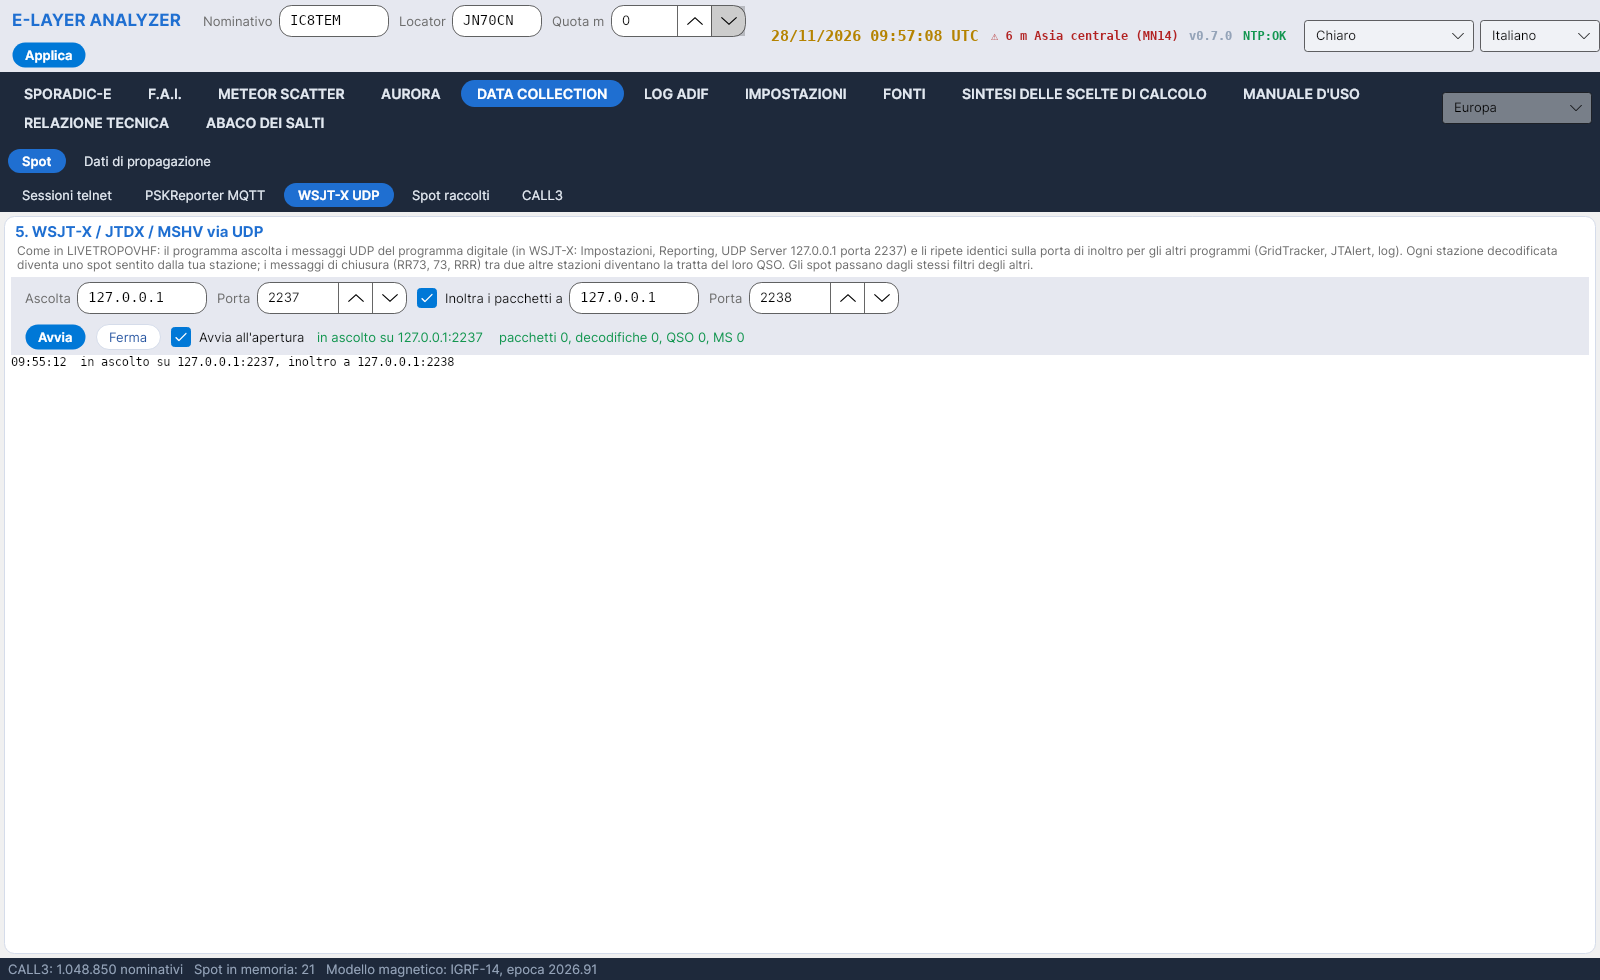 E-LAYER ANALYZER Nominativo IC8TEM Locator JN70CN Quota m 0
28/11/2026 09:57:08 UTC ⚠ 6 m Asia centrale (MN14) v0.7.0 NTP:OK Chiaro Italiano
Applica
SPORADIC-E F.A.I. METEOR SCATTER AURORA DATA COLLECTION LOG ADIF IMPOSTAZIONI FONTI SINTESI DELLE SCELTE DI CALCOLO MANUALE D'USO
Europa
RELAZIONE TECNICA ABACO DEI SALTI
Spot Dati di propagazione
Sessioni telnet PSKReporter MQTT WSJT-X UDP Spot raccolti CALL3
5. WSJT-X / JTDX / MSHV via UDP
Come in LIVETROPOVHF: il programma ascolta i messaggi UDP del programma digitale (in WSJT-X: Impostazioni, Reporting, UDP Server 127.0.0.1 porta 2237) e li ripete identici sulla porta di inoltro per gli altri programmi (GridTracker, JTAlert, log). Ogni stazione decodificata
diventa uno spot sentito dalla tua stazione; i messaggi di chiusura (RR73, 73, RRR) tra due altre stazioni diventano la tratta del loro QSO. Gli spot passano dagli stessi filtri degli altri.
Ascolta 127.0.0.1 Porta 2237 Inoltra i pacchetti a 127.0.0.1 Porta 2238
Avvia Ferma Avvia all'apertura in ascolto su 127.0.0.1:2237 pacchetti 0, decodifiche 0, QSO 0, MS 0
09:55:12 in ascolto su 127.0.0.1:2237, inoltro a 127.0.0.1:2238
CALL3: 1.048.850 nominativi Spot in memoria: 21 Modello magnetico: IGRF-14, epoca 2026.91